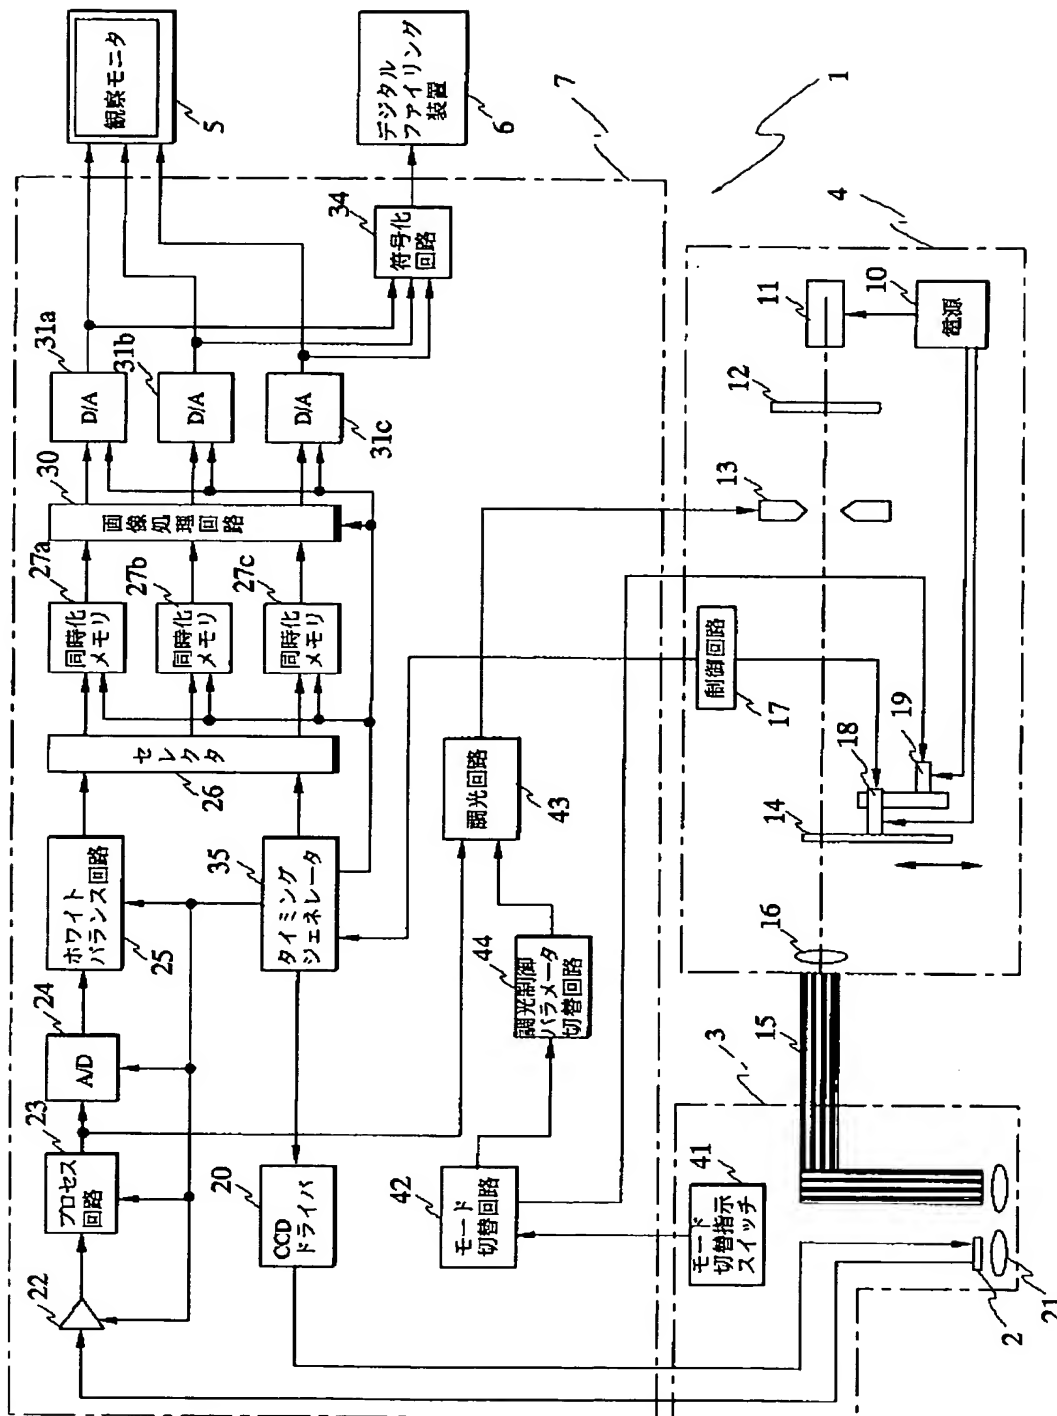 観察モニタ
5
デジタル
ファイリング
装置
6
7
1
34
符号化
回路
31a
D/A
31b
D/A
D/A
31c
30
画像処理回路
27a
同時化
メモリ
27b
同時化
メモリ
27c
同時化
メモリ
セレクタ
26
ホワイト
バランス回路
25
35
タイミング
ジェネレータ
24
A/D
23
プロセス
回路
22
20
CCD
ドライバ
調光回路
43
44
調光制御
パラメータ
切替回路
42
モード
切替回路
41
モード
切替指示
スイッチ
3
2
21
15
16
14
18
19
制御回路
17
13
12
11
10
電源
4